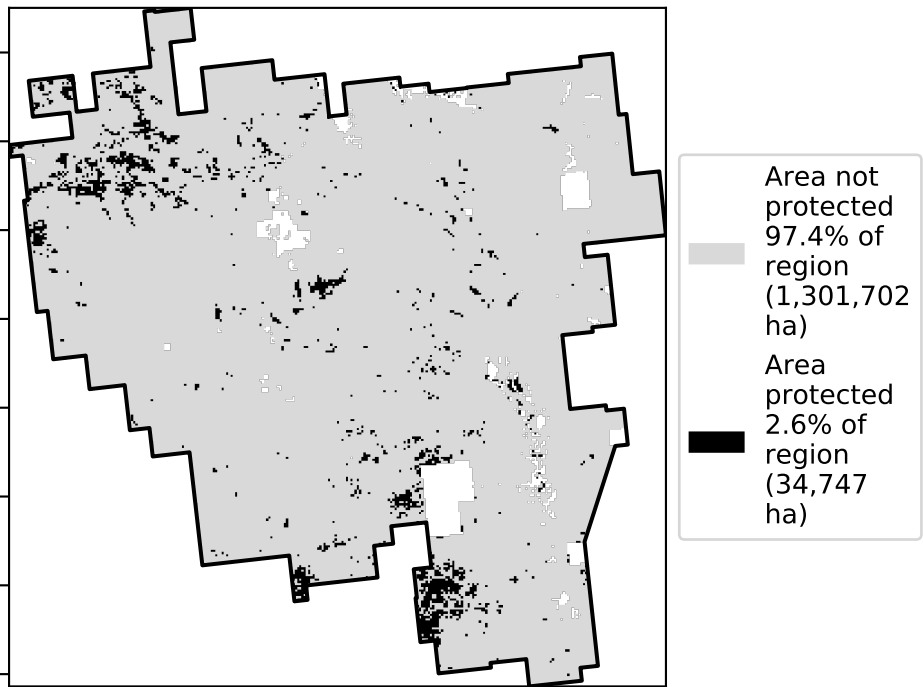 Area not
protected
97.4% of
region
(1,301,702
ha)
Area
protected
2.6% of
region
(34,747
ha)